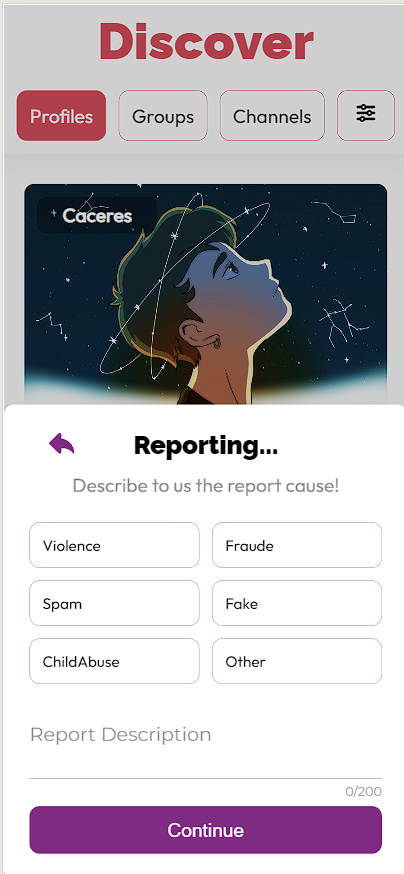 Discover
Profiles Groups Channels
Caceres
Reporting...
Describe to us the report cause!
Violence Fraude
Spam Fake
ChildAbuse Other
Report Description
0/200
Continue